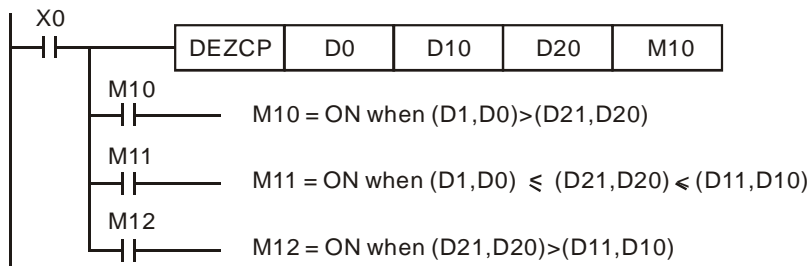 X0
DEZCP D0 D10 D20 M10
M10
M10 = ON when (D1,D0)>(D21,D20)
M11
M11 = ON when (D1,D0) ≤ (D21,D20) ≤ (D11,D10)
M12
M12 = ON when (D21,D20)>(D11,D10)